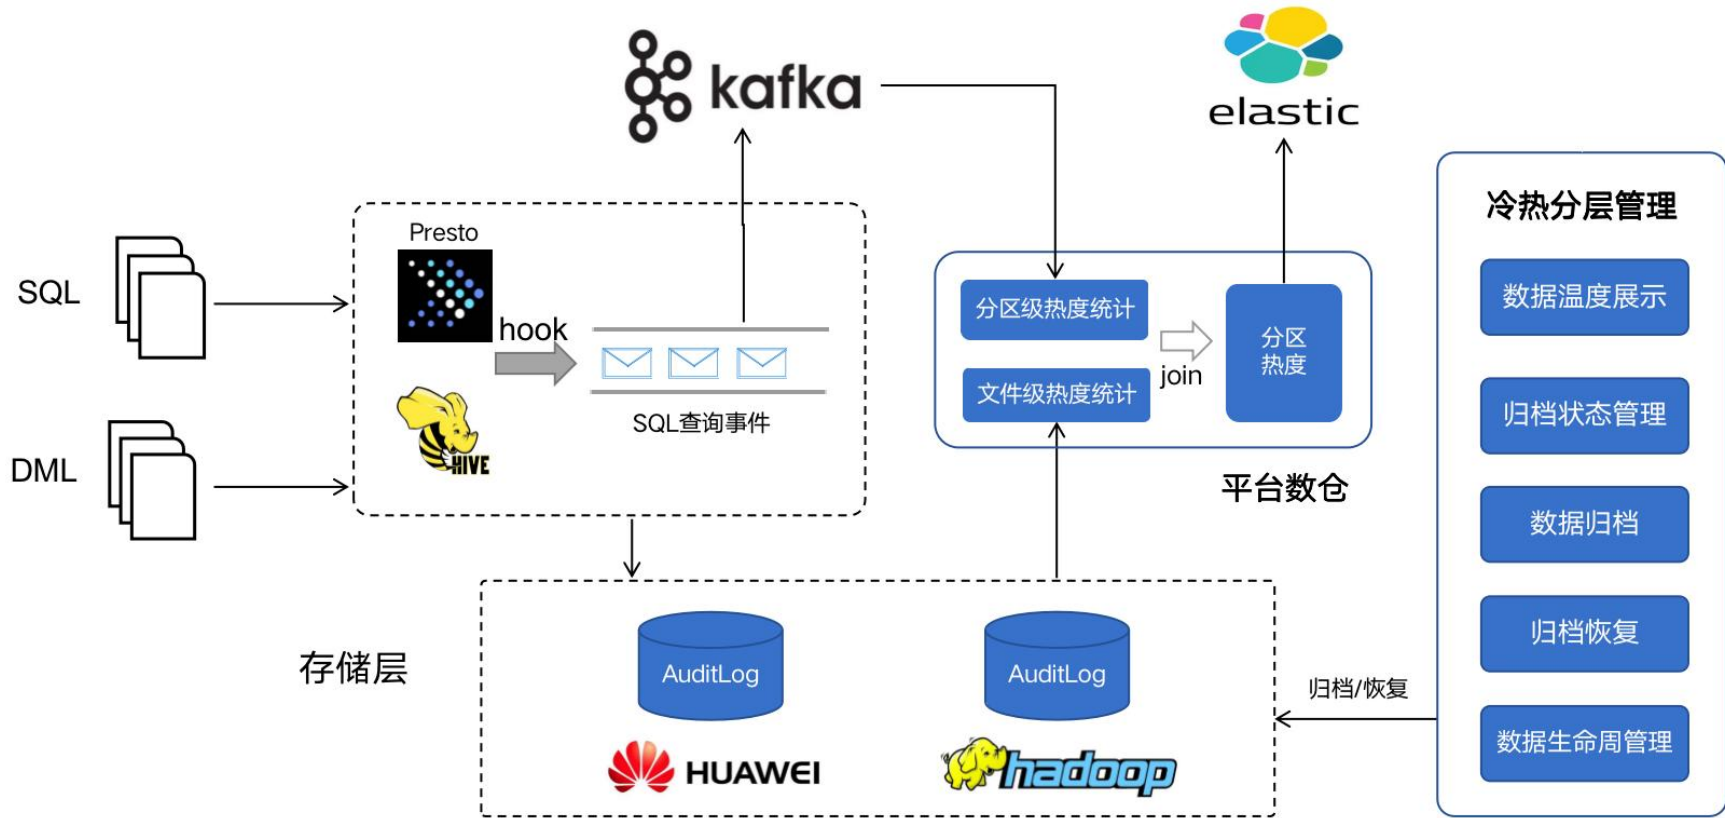 kafka
elastic
冷热分层管理
Presto
数据温度展示
SQL
分区级热度统计
hook
分区
热度
join
文件级热度统计
归档状态管理
SQL查询事件
HIVE
DML
平台数仓
数据归档
归档恢复
存储层
AuditLog
AuditLog
归档/恢复
数据生命周管理
HUAWEI
hadoop